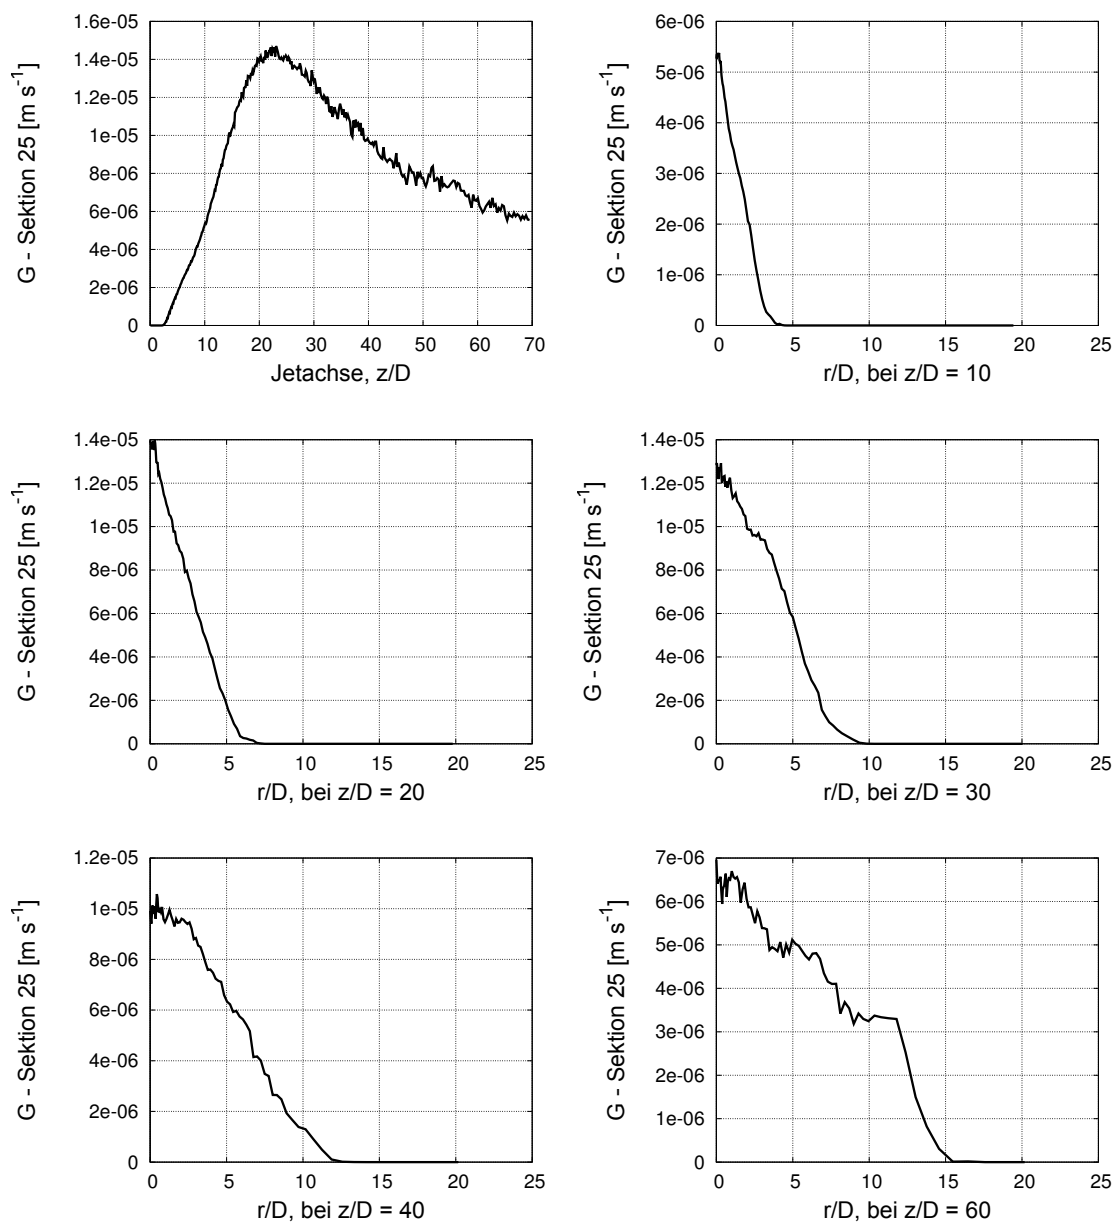 G - Sektion 25 [m s⁻¹]
1.6e-05
1.4e-05
1.2e-05
1e-05
8e-06
6e-06
4e-06
2e-06
0
0 10 20 30 40 50 60 70
Jetachse, z/D
G - Sektion 25 [m s⁻¹]
6e-06
5e-06
4e-06
3e-06
2e-06
1e-06
0
0 5 10 15 20 25
r/D, bei z/D = 10
G - Sektion 25 [m s⁻¹]
1.4e-05
1.2e-05
1e-05
8e-06
6e-06
4e-06
2e-06
0
0 5 10 15 20 25
r/D, bei z/D = 20
G - Sektion 25 [m s⁻¹]
1.4e-05
1.2e-05
1e-05
8e-06
6e-06
4e-06
2e-06
0
0 5 10 15 20 25
r/D, bei z/D = 30
G - Sektion 25 [m s⁻¹]
1.2e-05
1e-05
8e-06
6e-06
4e-06
2e-06
0
0 5 10 15 20 25
r/D, bei z/D = 40
G - Sektion 25 [m s⁻¹]
7e-06
6e-06
5e-06
4e-06
3e-06
2e-06
1e-06
0
0 5 10 15 20 25
r/D, bei z/D = 60